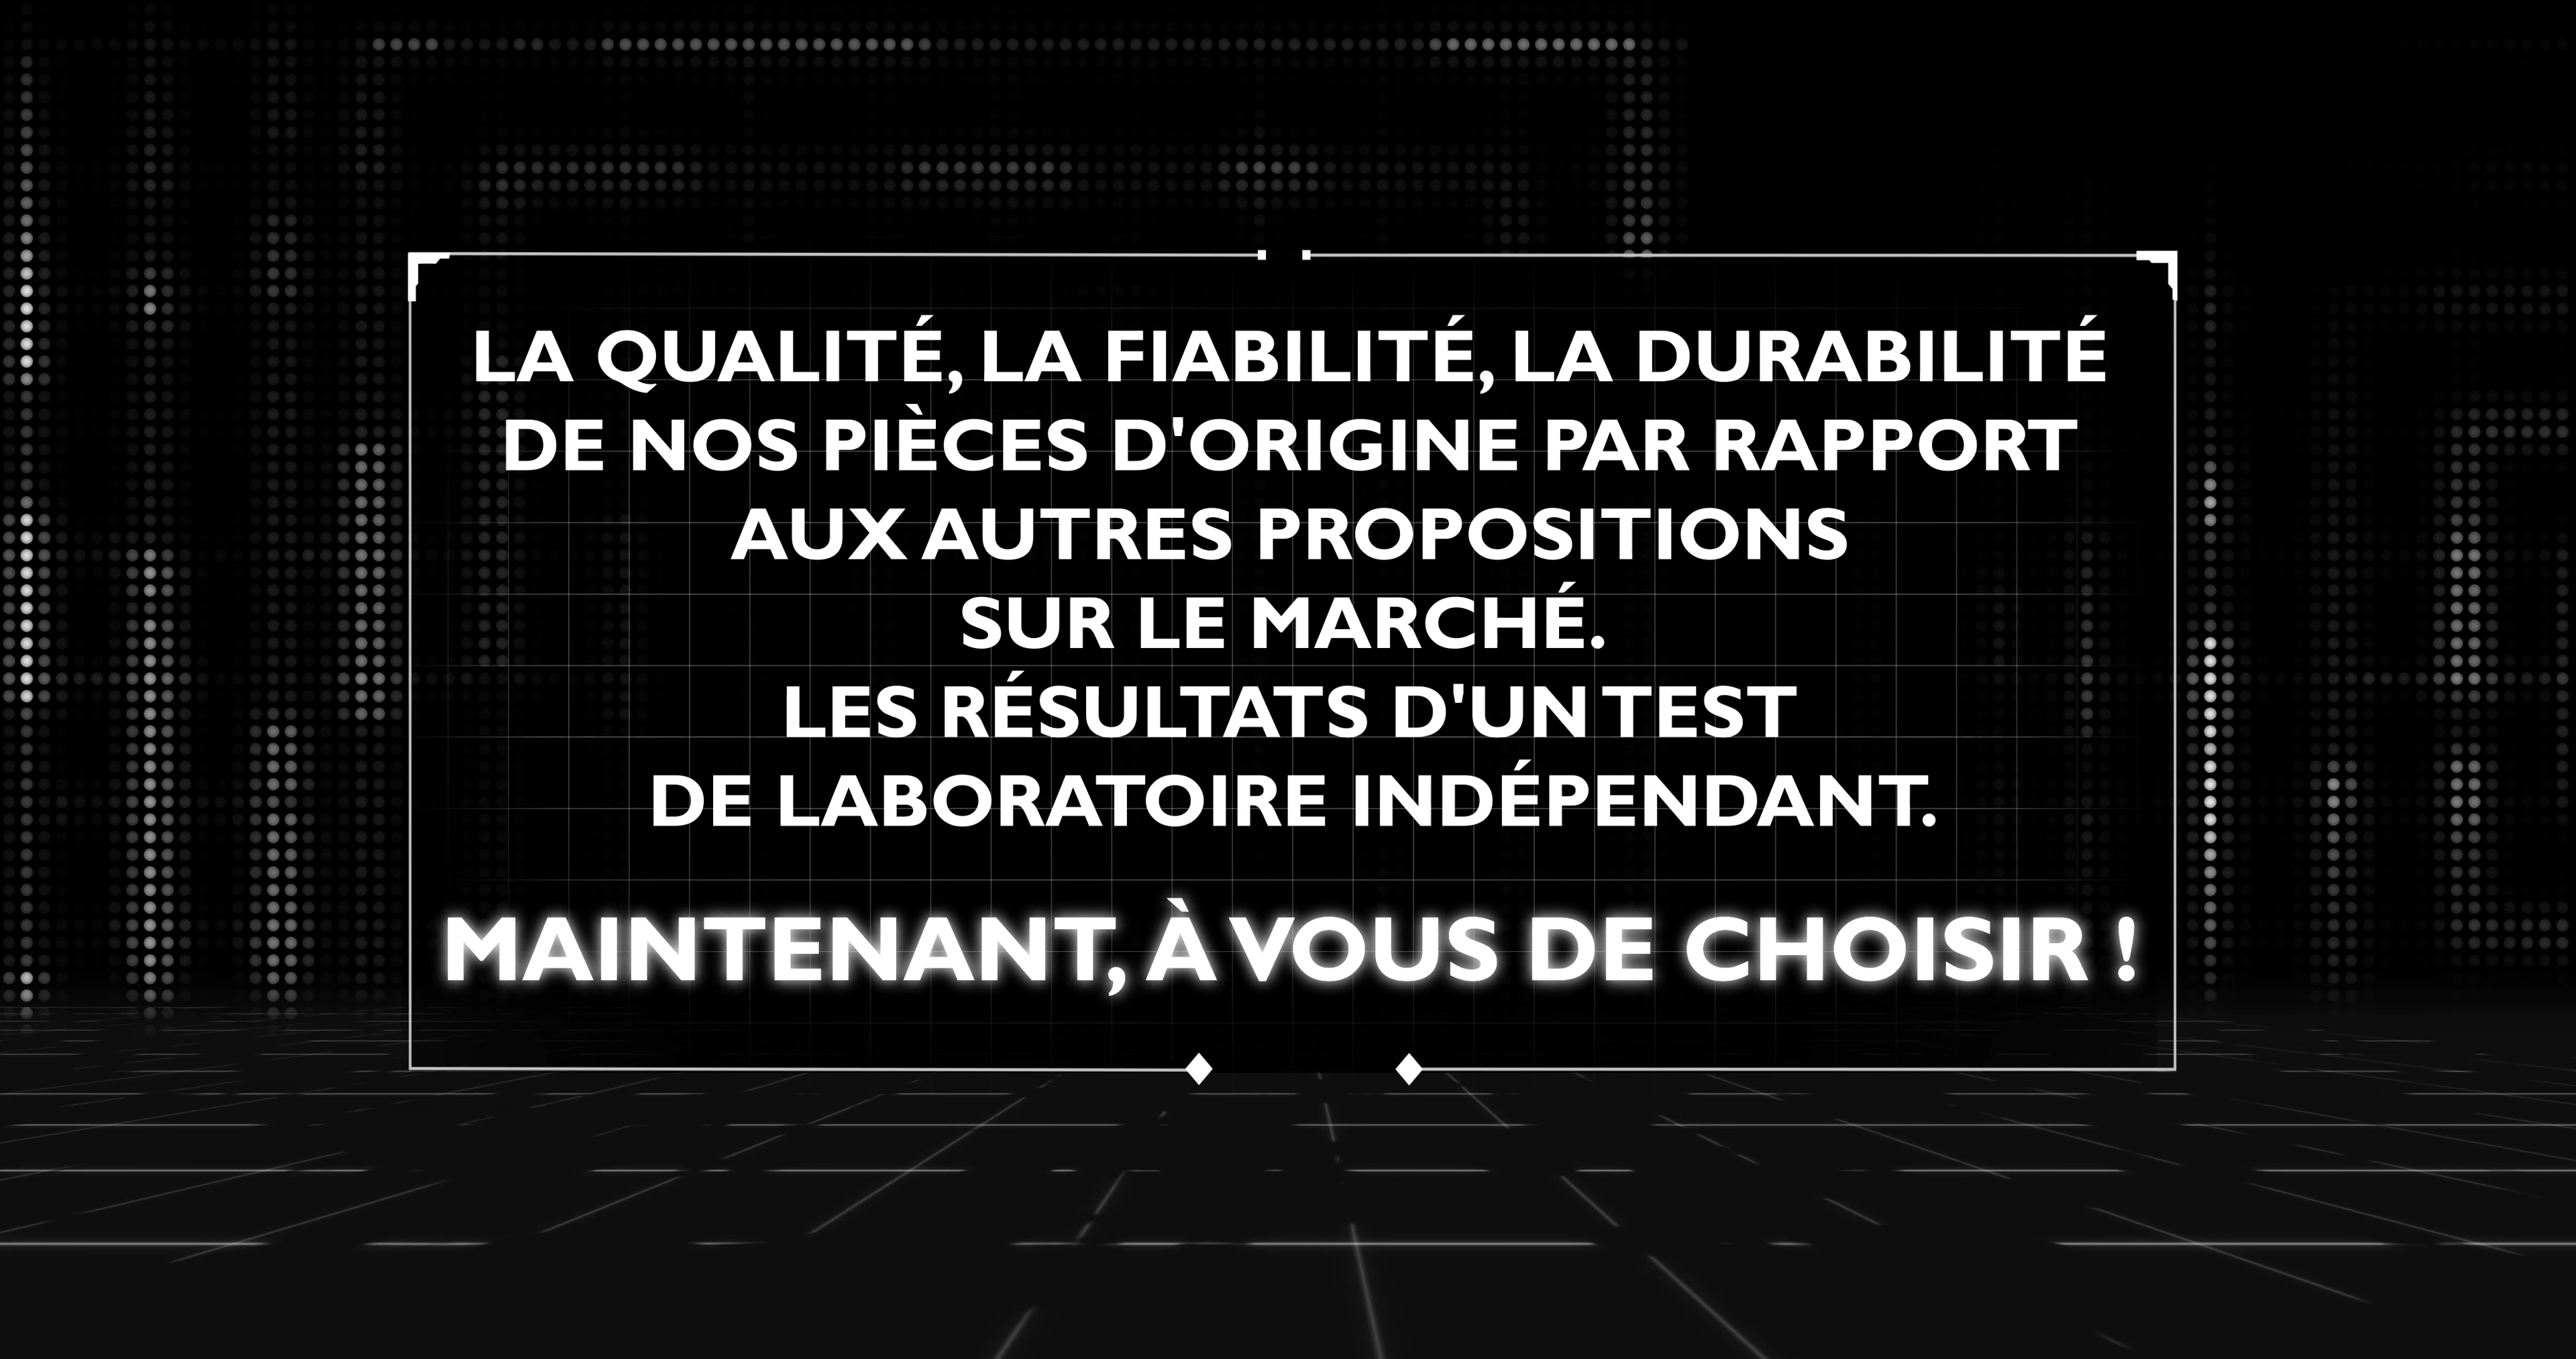 LA QUALITÉ, LA FIABILITÉ, LA DURABILITÉ
DE NOS PIÈCES D'ORIGINE PAR RAPPORT
AUX AUTRES PROPOSITIONS
SUR LE MARCHÉ.
LES RÉSULTATS D'UN TEST
DE LABORATOIRE INDÉPENDANT.
MAINTENANT, À VOUS DE CHOISIR !